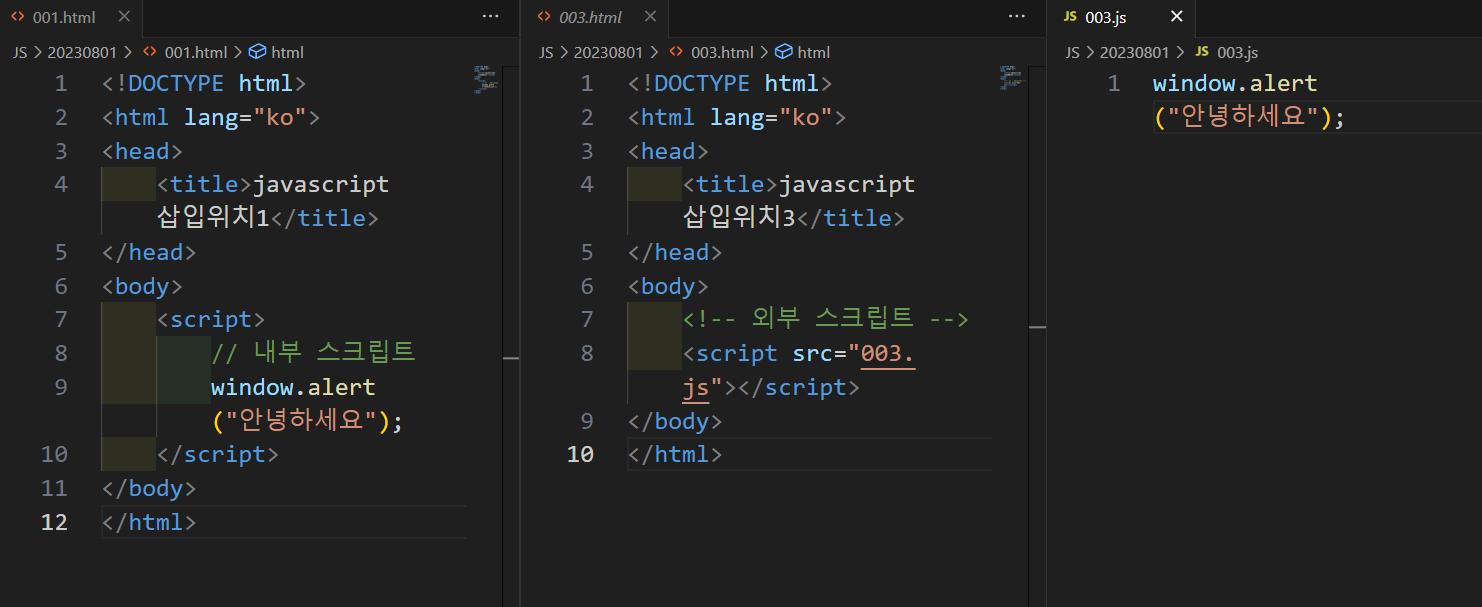 001.html
JS > 20230801 > 001.html > html
1 <!DOCTYPE html>
2 <html lang="ko">
3 <head>
4 <title>javascript
삽입위치1</title>
5 </head>
6 <body>
7 <script>
8 // 내부 스크립트
9 window.alert
("안녕하세요");
10 </script>
11 </body>
12 </html>
003.html
JS > 20230801 > 003.html > html
1 <!DOCTYPE html>
2 <html lang="ko">
3 <head>
4 <title>javascript
삽입위치3</title>
5 </head>
6 <body>
7 <!-- 외부 스크립트 -->
8 <script src="003.
js"></script>
9 </body>
10 </html>
JS 003.js
JS > 20230801 > JS 003.js
1 window.alert
("안녕하세요");